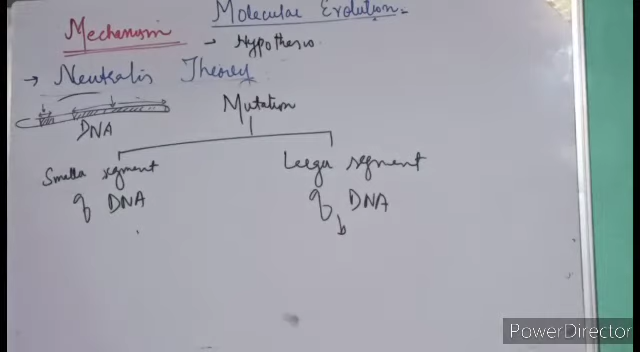 Molecular Evolution.
Mechanism
→ Hypothesis
→ Neutralis Theory
Mutation
DNA
Smaller segment
of DNA
Larger segment
of DNA
b
PowerDirector